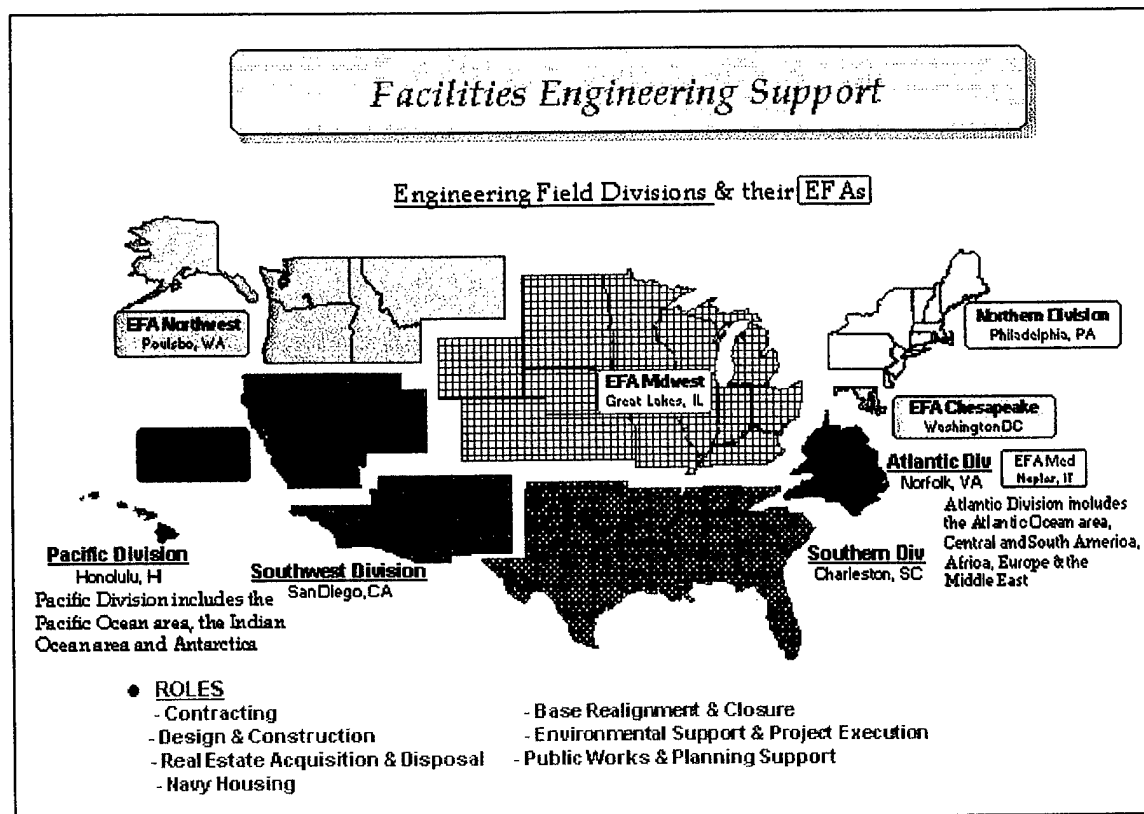 Facilities Engineering Support
Engineering Field Divisions & their EFAs
EFA Northwest
Poulsbo, WA
EFA Midwest
Great Lakes, IL
Northern Division
Philadelphia, PA
EFA Chesapeake
Washington DC
Atlantic Div
Norfolk, VA
EFA Med
Naples, IT
Atlantic Division includes
the Atlantic Ocean area,
Central and South America,
Africa, Europe & the
Middle East
Pacific Division
Honolulu, HI
Pacific Division includes the
Pacific Ocean area, the Indian
Ocean area and Antarctica
Southwest Division
San Diego, CA
Southern Div
Charleston, SC
• ROLES
- Contracting
- Design & Construction
- Real Estate Acquisition & Disposal
- Navy Housing
- Base Realignment & Closure
- Environmental Support & Project Execution
- Public Works & Planning Support